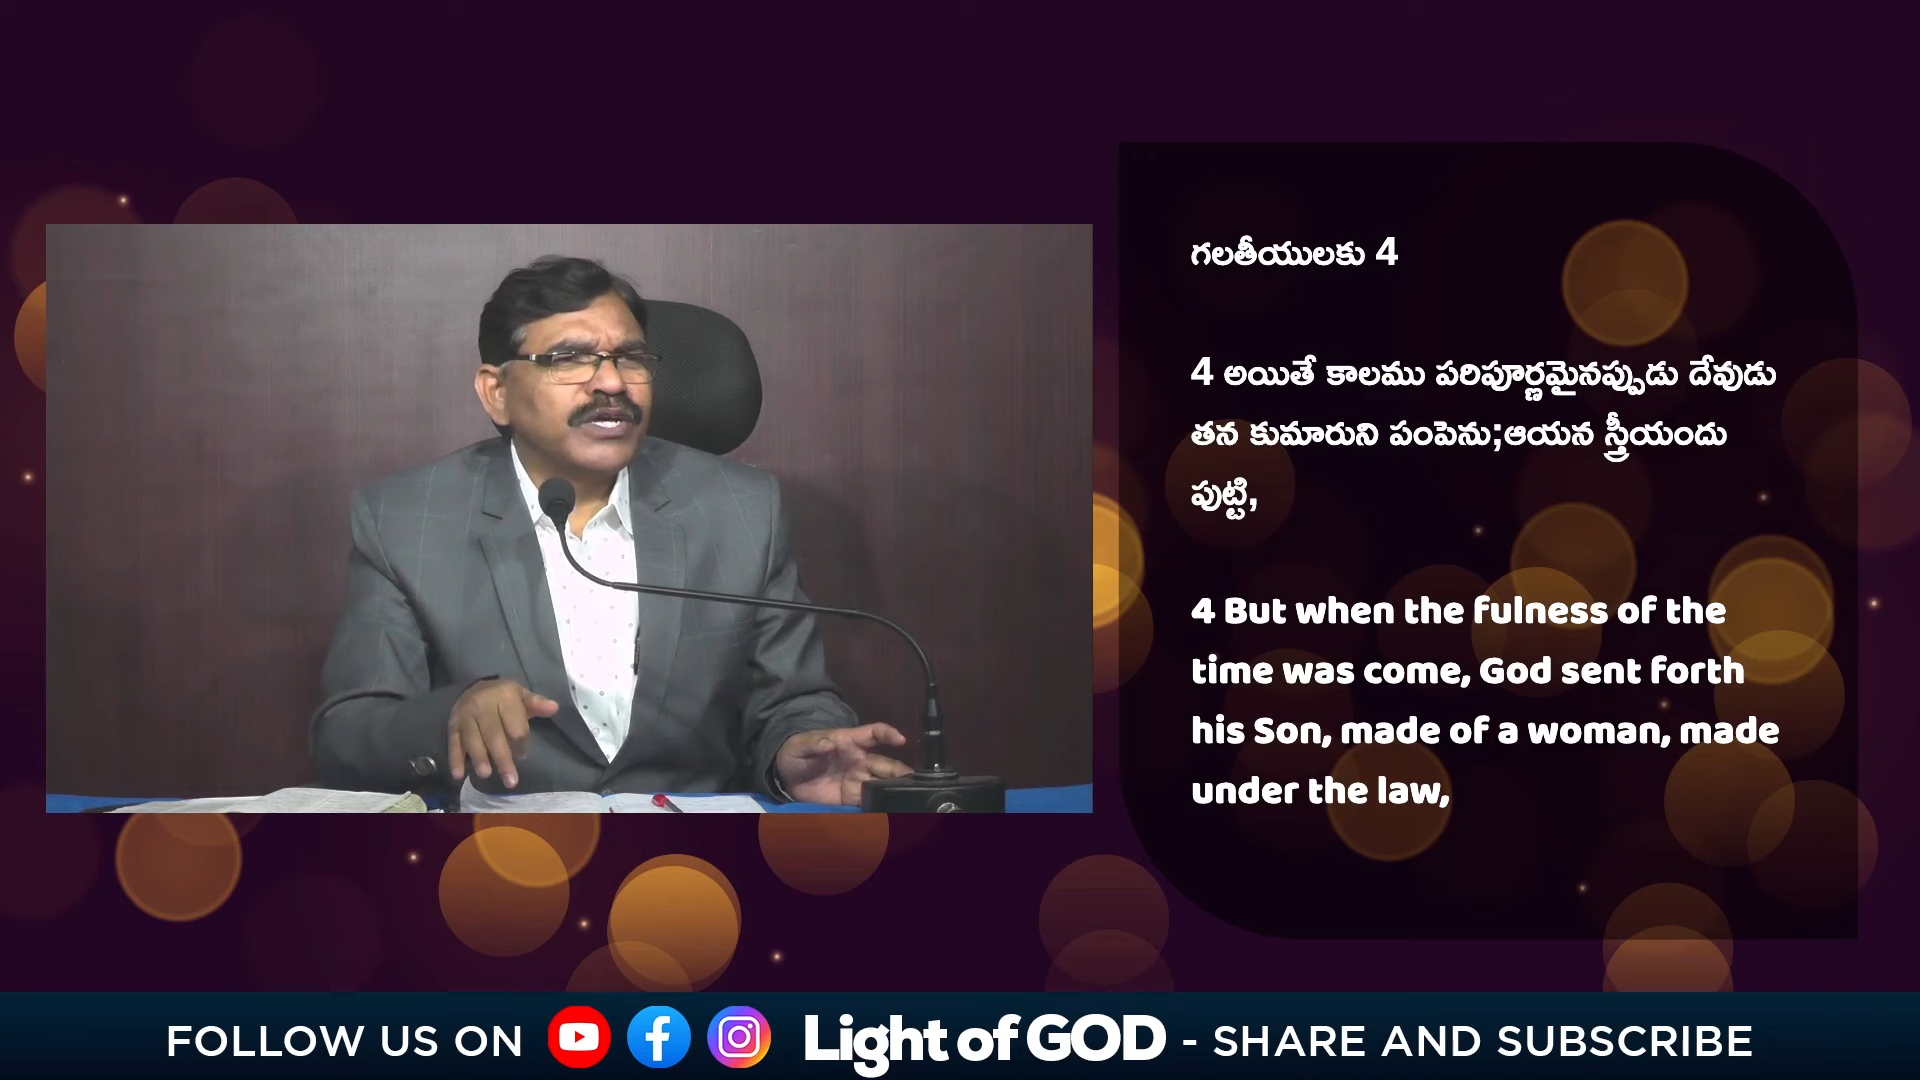 గలతీయులకు 4
4 అయితే కాలము పరిపూర్ణమైనప్పుడు దేవుడు
తన కుమారుని పంపెను;ఆయన స్త్రీయందు
పుట్టి,
4 But when the fulness of the
time was come, God sent forth
his Son, made of a woman, made
under the law,
FOLLOW US ON Light of GOD - SHARE AND SUBSCRIBE